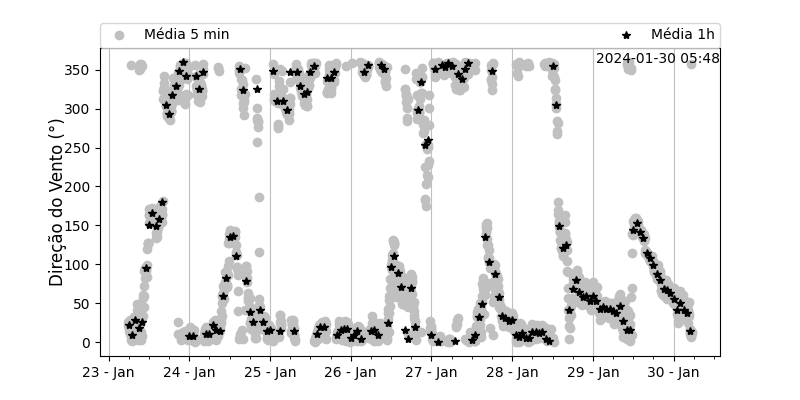 Média 5 min
Média 1h
2024-01-30 05:48
Direção do Vento (°)
350
300
250
200
150
100
50
0
23 - Jan
24 - Jan
25 - Jan
26 - Jan
27 - Jan
28 - Jan
29 - Jan
30 - Jan